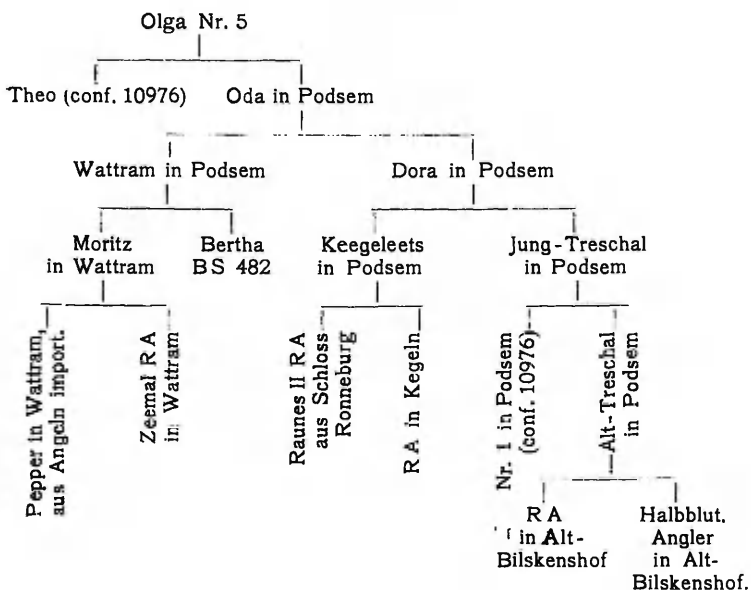 Olga Nr. 5
Theo (conf. 10976) Oda in Podsem
Wattram in Podsem Dora in Podsem
Moritz
in Wattram
Bertha
BS 482
Keegeleets
in Podsem
Jung-Treschal
in Podsem
Pepper in Wattram,
aus Angeln import.
Zeemal RA
in Wattram
Raunes II RA
aus Schloss
Ronneburg
RA in Kegeln
Nr. 1 in Podsem
(conf. 10976)
Alt-Treschal
in Podsem
RA
in Alt-
Bilskenshof
Halbblut.
Angler
in Alt-
Bilskenshof.